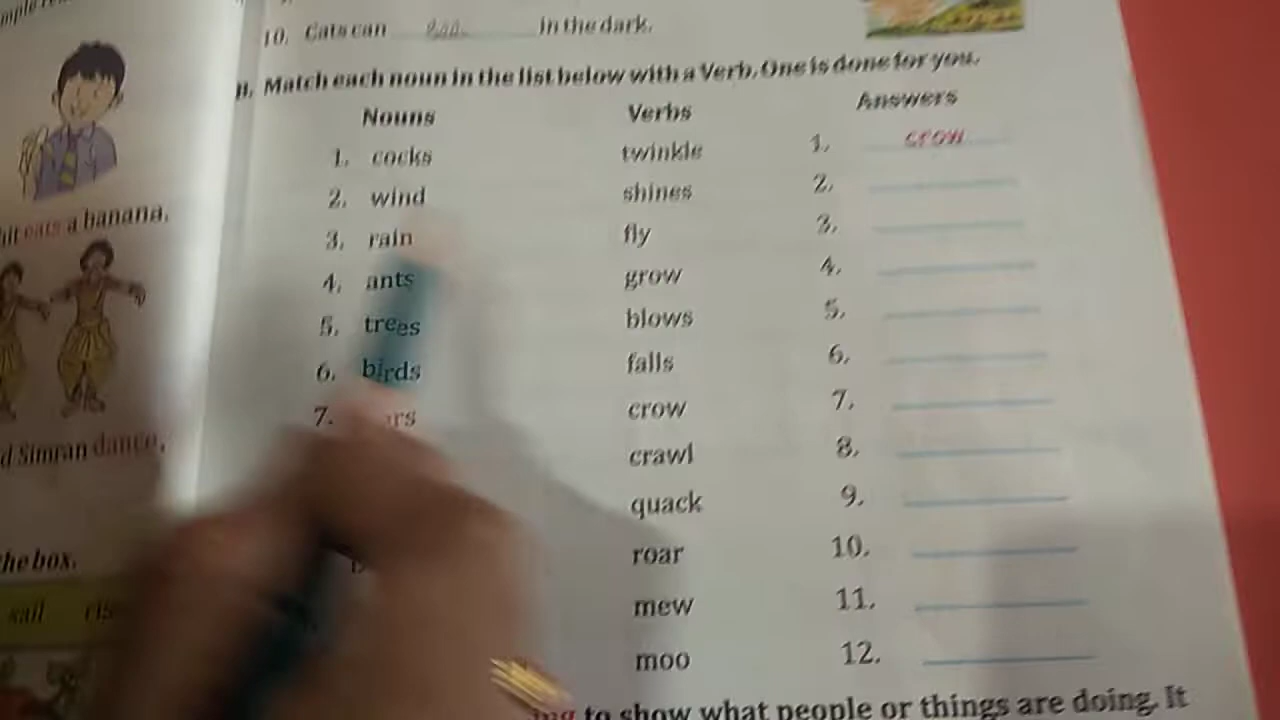 10. Cats can in the dark.
B. Match each noun in the list below with a Verb. One is done for you.
Nouns Verbs Answers
1. cocks twinkle 1. crow
2. wind shines 2.
3. rain fly 3.
4. ants grow 4.
5. trees blows 5.
6. birds falls 6.
7. crow 7.
crawl 8.
quack 9.
roar 10.
mew 11.
moo 12.
to show what people or things are doing. It
eats a banana.
d Simran dance.
he box.
sail